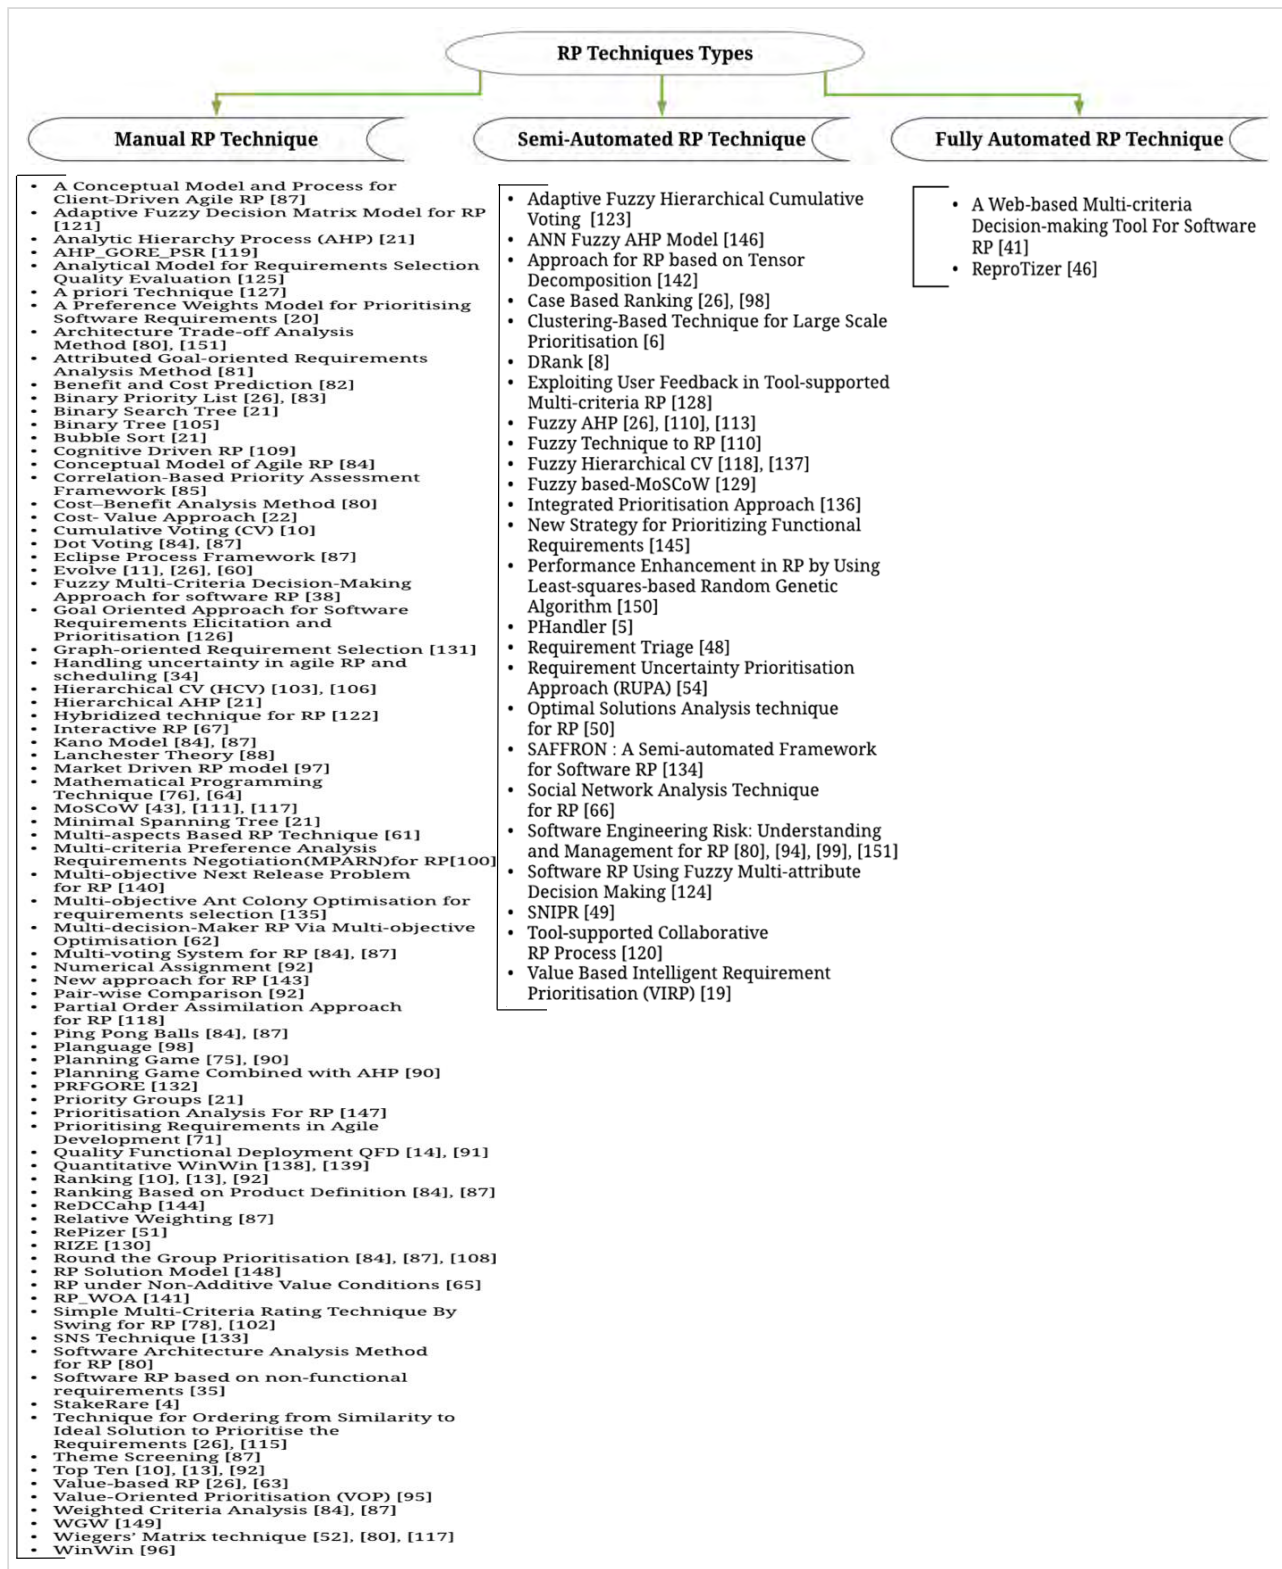 RP Techniques Types
Manual RP Technique
Semi-Automated RP Technique
Fully Automated RP Technique
• A Conceptual Model and Process for
Client-Driven Agile RP [87]
• Adaptive Fuzzy Decision Matrix Model for RP
[121]
• Analytic Hierarchy Process (AHP) [21]
• AHP_GORE_PSR [119]
• Analytical Model for Requirements Selection
Quality Evaluation [125]
• A priori Technique [127]
• A Preference Weights Model for Prioritising
Software Requirements [20]
• Architecture Trade-off Analysis
Method [80], [151]
• Attributed Goal-oriented Requirements
Analysis Method [81]
• Benefit and Cost Prediction [82]
• Binary Priority List [26], [83]
• Binary Search Tree [21]
• Binary Tree [105]
• Bubble Sort [21]
• Cognitive Driven RP [109]
• Conceptual Model of Agile RP [84]
• Correlation-Based Priority Assessment
Framework [85]
• Cost–Benefit Analysis Method [80]
• Cost- Value Approach [22]
• Cumulative Voting (CV) [10]
• Dot Voting [84], [87]
• Eclipse Process Framework [87]
• Evolve [11], [26], [60]
• Fuzzy Multi-Criteria Decision-Making
Approach for software RP [38]
• Goal Oriented Approach for Software
Requirements Elicitation and
Prioritisation [126]
• Graph-oriented Requirement Selection [131]
• Handling uncertainty in agile RP and
scheduling [34]
• Hierarchical CV (HCV) [103], [106]
• Hierarchical AHP [21]
• Hybridized technique for RP [122]
• Interactive RP [67]
• Kano Model [84], [87]
• Lanchester Theory [88]
• Market Driven RP model [97]
• Mathematical Programming
Technique [76], [64]
• MoSCoW [43], [111], [117]
• Minimal Spanning Tree [21]
• Multi-aspects Based RP Technique [61]
• Multi-criteria Preference Analysis
Requirements Negotiation(MPARN)for RP[100]
• Multi-objective Next Release Problem
for RP [140]
• Multi-objective Ant Colony Optimisation for
requirements selection [135]
• Multi-decision-Maker RP Via Multi-objective
Optimisation [62]
• Multi-voting System for RP [84], [87]
• Numerical Assignment [92]
• New approach for RP [143]
• Pair-wise Comparison [92]
• Partial Order Assimilation Approach
for RP [118]
• Ping Pong Balls [84], [87]
• Planguage [98]
• Planning Game [75], [90]
• Planning Game Combined with AHP [90]
• PRFGORE [132]
• Priority Groups [21]
• Prioritisation Analysis For RP [147]
• Prioritising Requirements in Agile
Development [71]
• Quality Functional Deployment QFD [14], [91]
• Quantitative WinWin [138], [139]
• Ranking [10], [13], [92]
• Ranking Based on Product Definition [84], [87]
• ReDCCahp [144]
• Relative Weighting [87]
• RePizer [51]
• RIZE [130]
• Round the Group Prioritisation [84], [87], [108]
• RP Solution Model [148]
• RP under Non-Additive Value Conditions [65]
• RP_WOA [141]
• Simple Multi-Criteria Rating Technique By
Swing for RP [78], [102]
• SNS Technique [133]
• Software Architecture Analysis Method
for RP [80]
• Software RP based on non-functional
requirements [35]
• StakeRare [4]
• Technique for Ordering from Similarity to
Ideal Solution to Prioritise the
Requirements [26], [115]
• Theme Screening [87]
• Top Ten [10], [13], [92]
• Value-based RP [26], [63]
• Value-Oriented Prioritisation (VOP) [95]
• Weighted Criteria Analysis [84], [87]
• WGW [149]
• Wiegers' Matrix technique [52], [80], [117]
• WinWin [96]
• Adaptive Fuzzy Hierarchical Cumulative
Voting [123]
• ANN Fuzzy AHP Model [146]
• Approach for RP based on Tensor
Decomposition [142]
• Case Based Ranking [26], [98]
• Clustering-Based Technique for Large Scale
Prioritisation [6]
• DRank [8]
• Exploiting User Feedback in Tool-supported
Multi-criteria RP [128]
• Fuzzy AHP [26], [110], [113]
• Fuzzy Technique to RP [110]
• Fuzzy Hierarchical CV [118], [137]
• Fuzzy based-MoSCoW [129]
• Integrated Prioritisation Approach [136]
• New Strategy for Prioritizing Functional
Requirements [145]
• Performance Enhancement in RP by Using
Least-squares-based Random Genetic
Algorithm [150]
• PHandler [5]
• Requirement Triage [48]
• Requirement Uncertainty Prioritisation
Approach (RUPA) [54]
• Optimal Solutions Analysis technique
for RP [50]
• SAFFRON : A Semi-automated Framework
for Software RP [134]
• Social Network Analysis Technique
for RP [66]
• Software Engineering Risk: Understanding
and Management for RP [80], [94], [99], [151]
• Software RP Using Fuzzy Multi-attribute
Decision Making [124]
• SNIPR [49]
• Tool-supported Collaborative
RP Process [120]
• Value Based Intelligent Requirement
Prioritisation (VIRP) [19]
• A Web-based Multi-criteria
Decision-making Tool For Software
RP [41]
• ReproTizer [46]